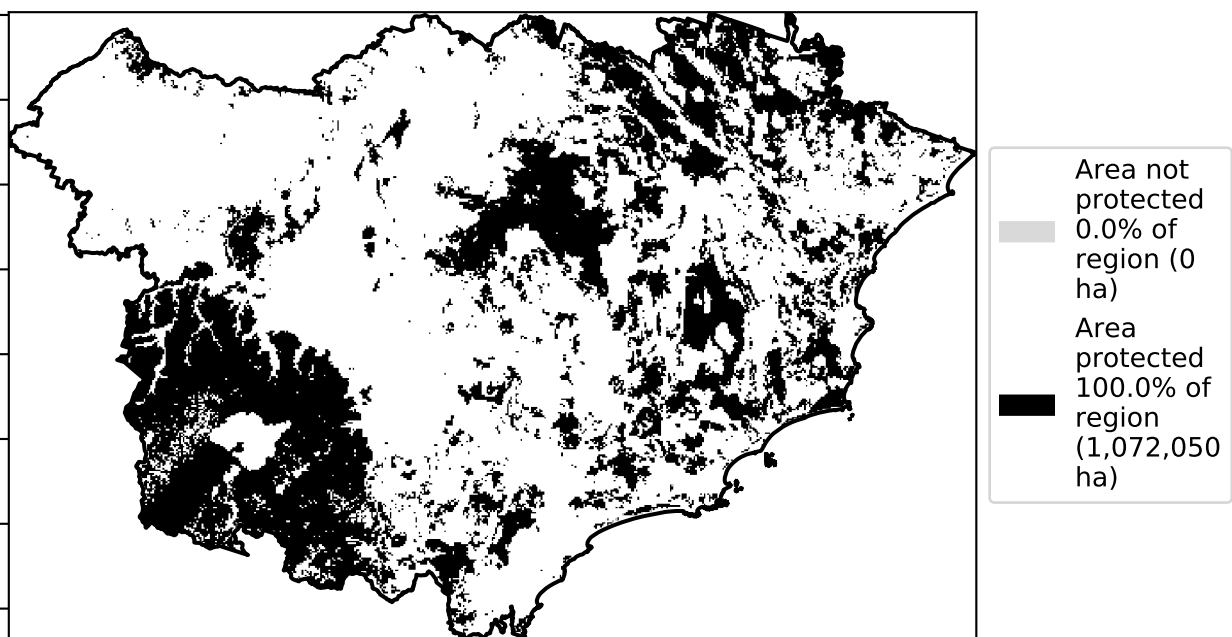 Area not
protected
0.0% of
region (0
ha)
Area
protected
100.0% of
region
(1,072,050
ha)